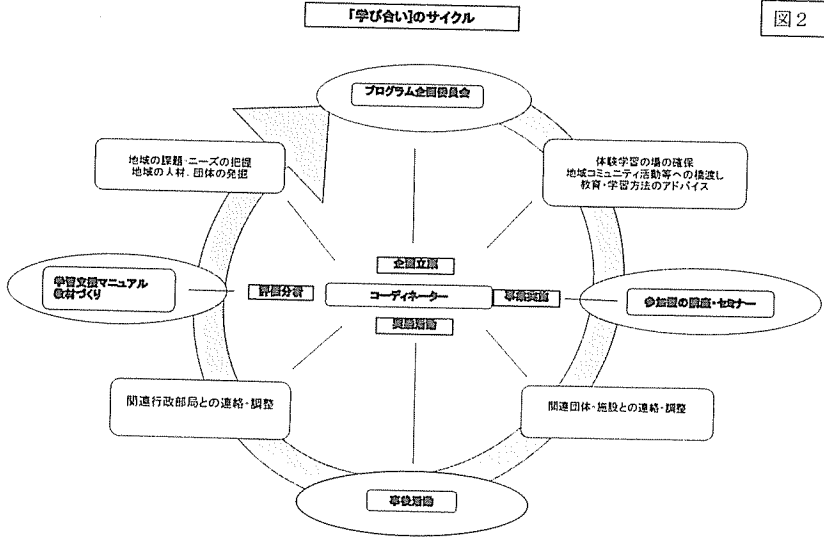 「学び合い」のサイクル
図２
プログラム企画委員会
地域の課題・ニーズの把握
地域の人材、団体の発掘
体験学習の場の確保
地域コミュニティ活動等への橋渡し
教育・学習方法のアドバイス
企画立案
学習支援マニュアル
教材づくり
評価分析
コーディネーター
事業実施
参加型の講座・セミナー
実践活動
関連行政部局との連絡・調整
関連団体・施設との連絡・調整
事後活動